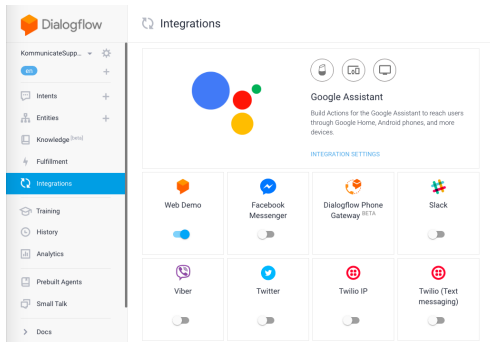 Dialogflow
Integrations
KommunicateSupp...
en
Intents
Entities
Knowledge [beta]
Fulfillment
Integrations
Training
History
Analytics
Prebuilt Agents
Small Talk
Docs
Google Assistant
Build Actions for the Google Assistant to reach users
through Google Home, Android phones, and more
devices.
INTEGRATION SETTINGS
Web Demo
Facebook
Messenger
Dialogflow Phone
Gateway BETA
Slack
Viber
Twitter
Twilio IP
Twilio (Text
messaging)